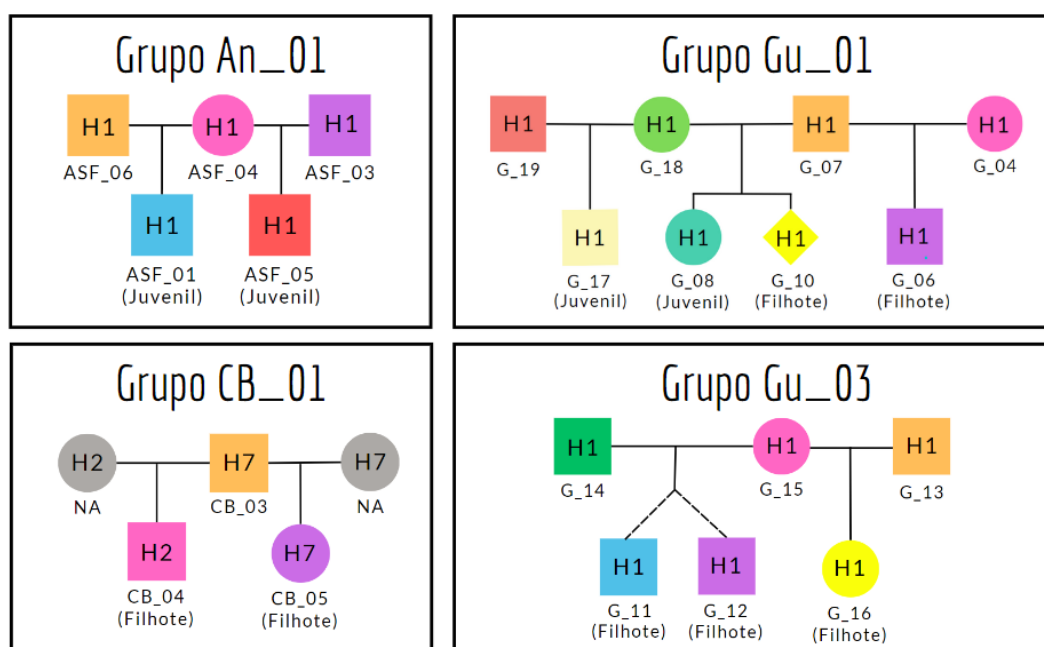 Grupo An_01
H1 H1 H1
ASF_06 ASF_04 ASF_03
H1 H1
ASF_01 ASF_05
(Juvenil) (Juvenil)
Grupo Gu_01
H1 H1 H1 H1
G_19 G_18 G_07 G_04
H1 H1 H1 H1
G_17 G_08 G_10 G_06
(Juvenil) (Juvenil) (Filhote) (Filhote)
Grupo CB_01
H2 H7 H7
NA CB_03 NA
H2 H7
CB_04 CB_05
(Filhote) (Filhote)
Grupo Gu_03
H1 H1 H1
G_14 G_15 G_13
H1 H1 H1
G_11 G_12 G_16
(Filhote) (Filhote) (Filhote)